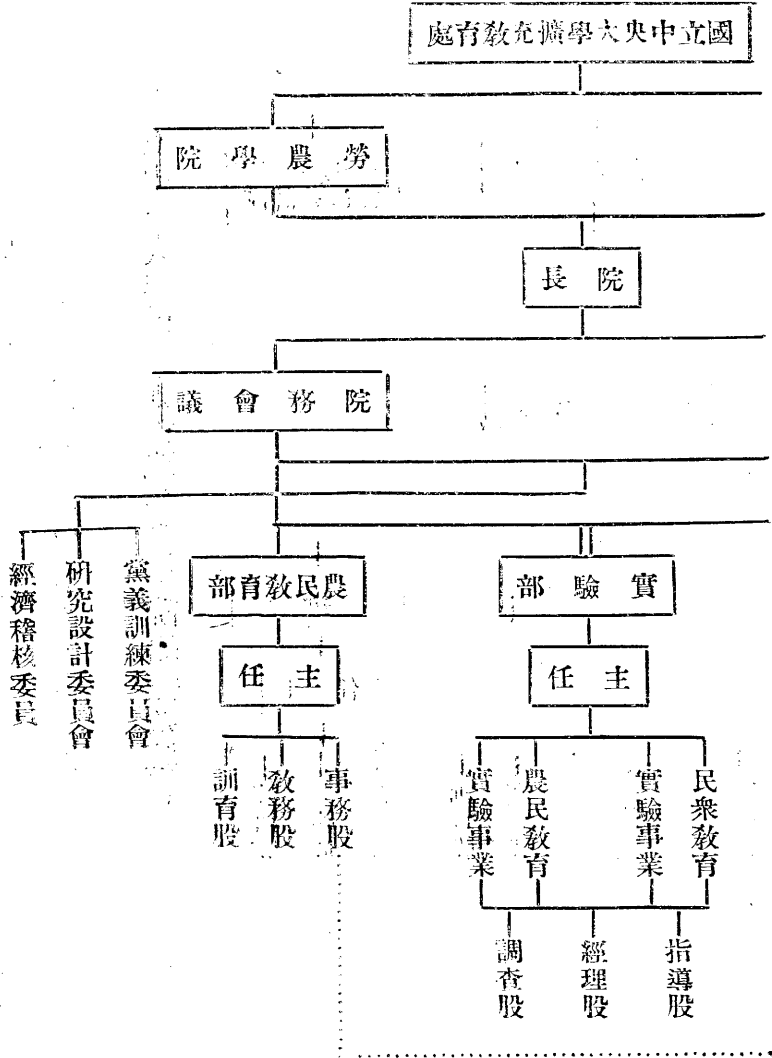 國立中央大學擴充教育處
勞農學院
院長
院務會議
黨義訓練委員會
研究設計委員會
經濟稽核委員
實驗部
農民教育部
主任
主任
民衆教育
實驗事業
農民教育
實驗事業
事務股
教務股
訓育股
指導股
經理股
調查股